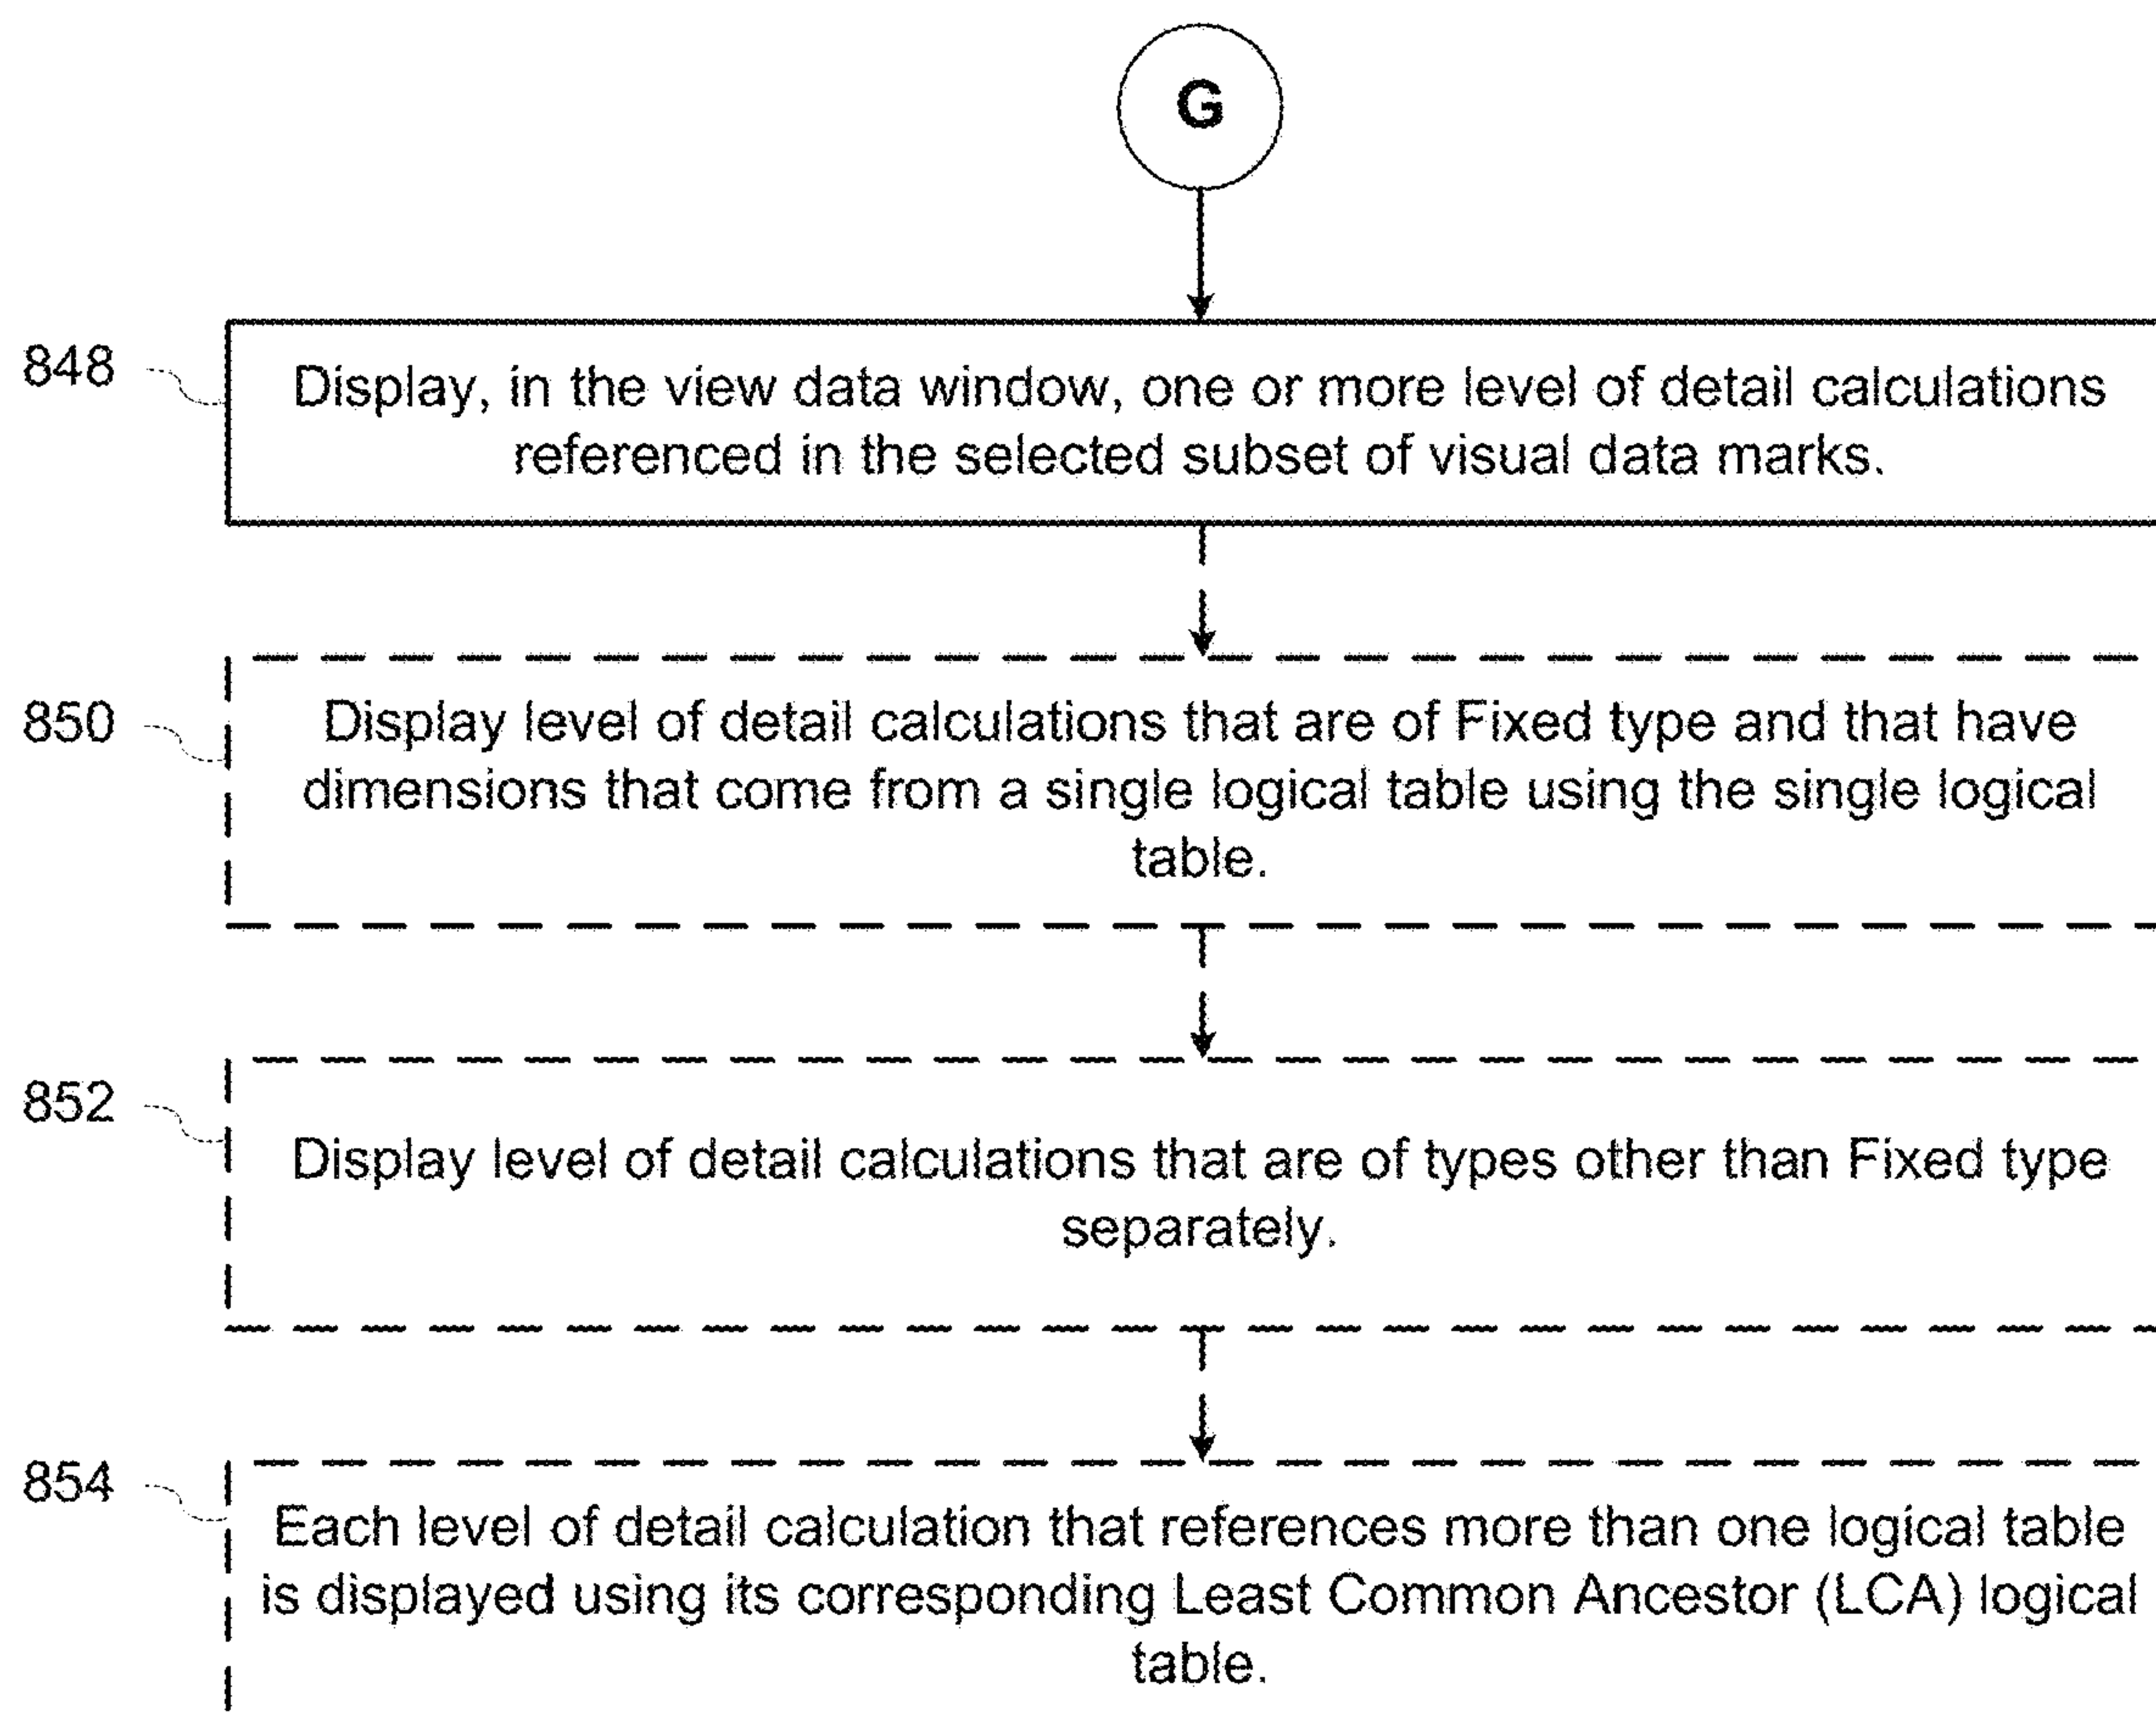 G
848
Display, in the view data window, one or more level of detail calculations
referenced in the selected subset of visual data marks.
850
Display level of detail calculations that are of Fixed type and that have
dimensions that come from a single logical table using the single logical
table.
852
Display level of detail calculations that are of types other than Fixed type
separately.
854
Each level of detail calculation that references more than one logical table
is displayed using its corresponding Least Common Ancestor (LCA) logical
table.